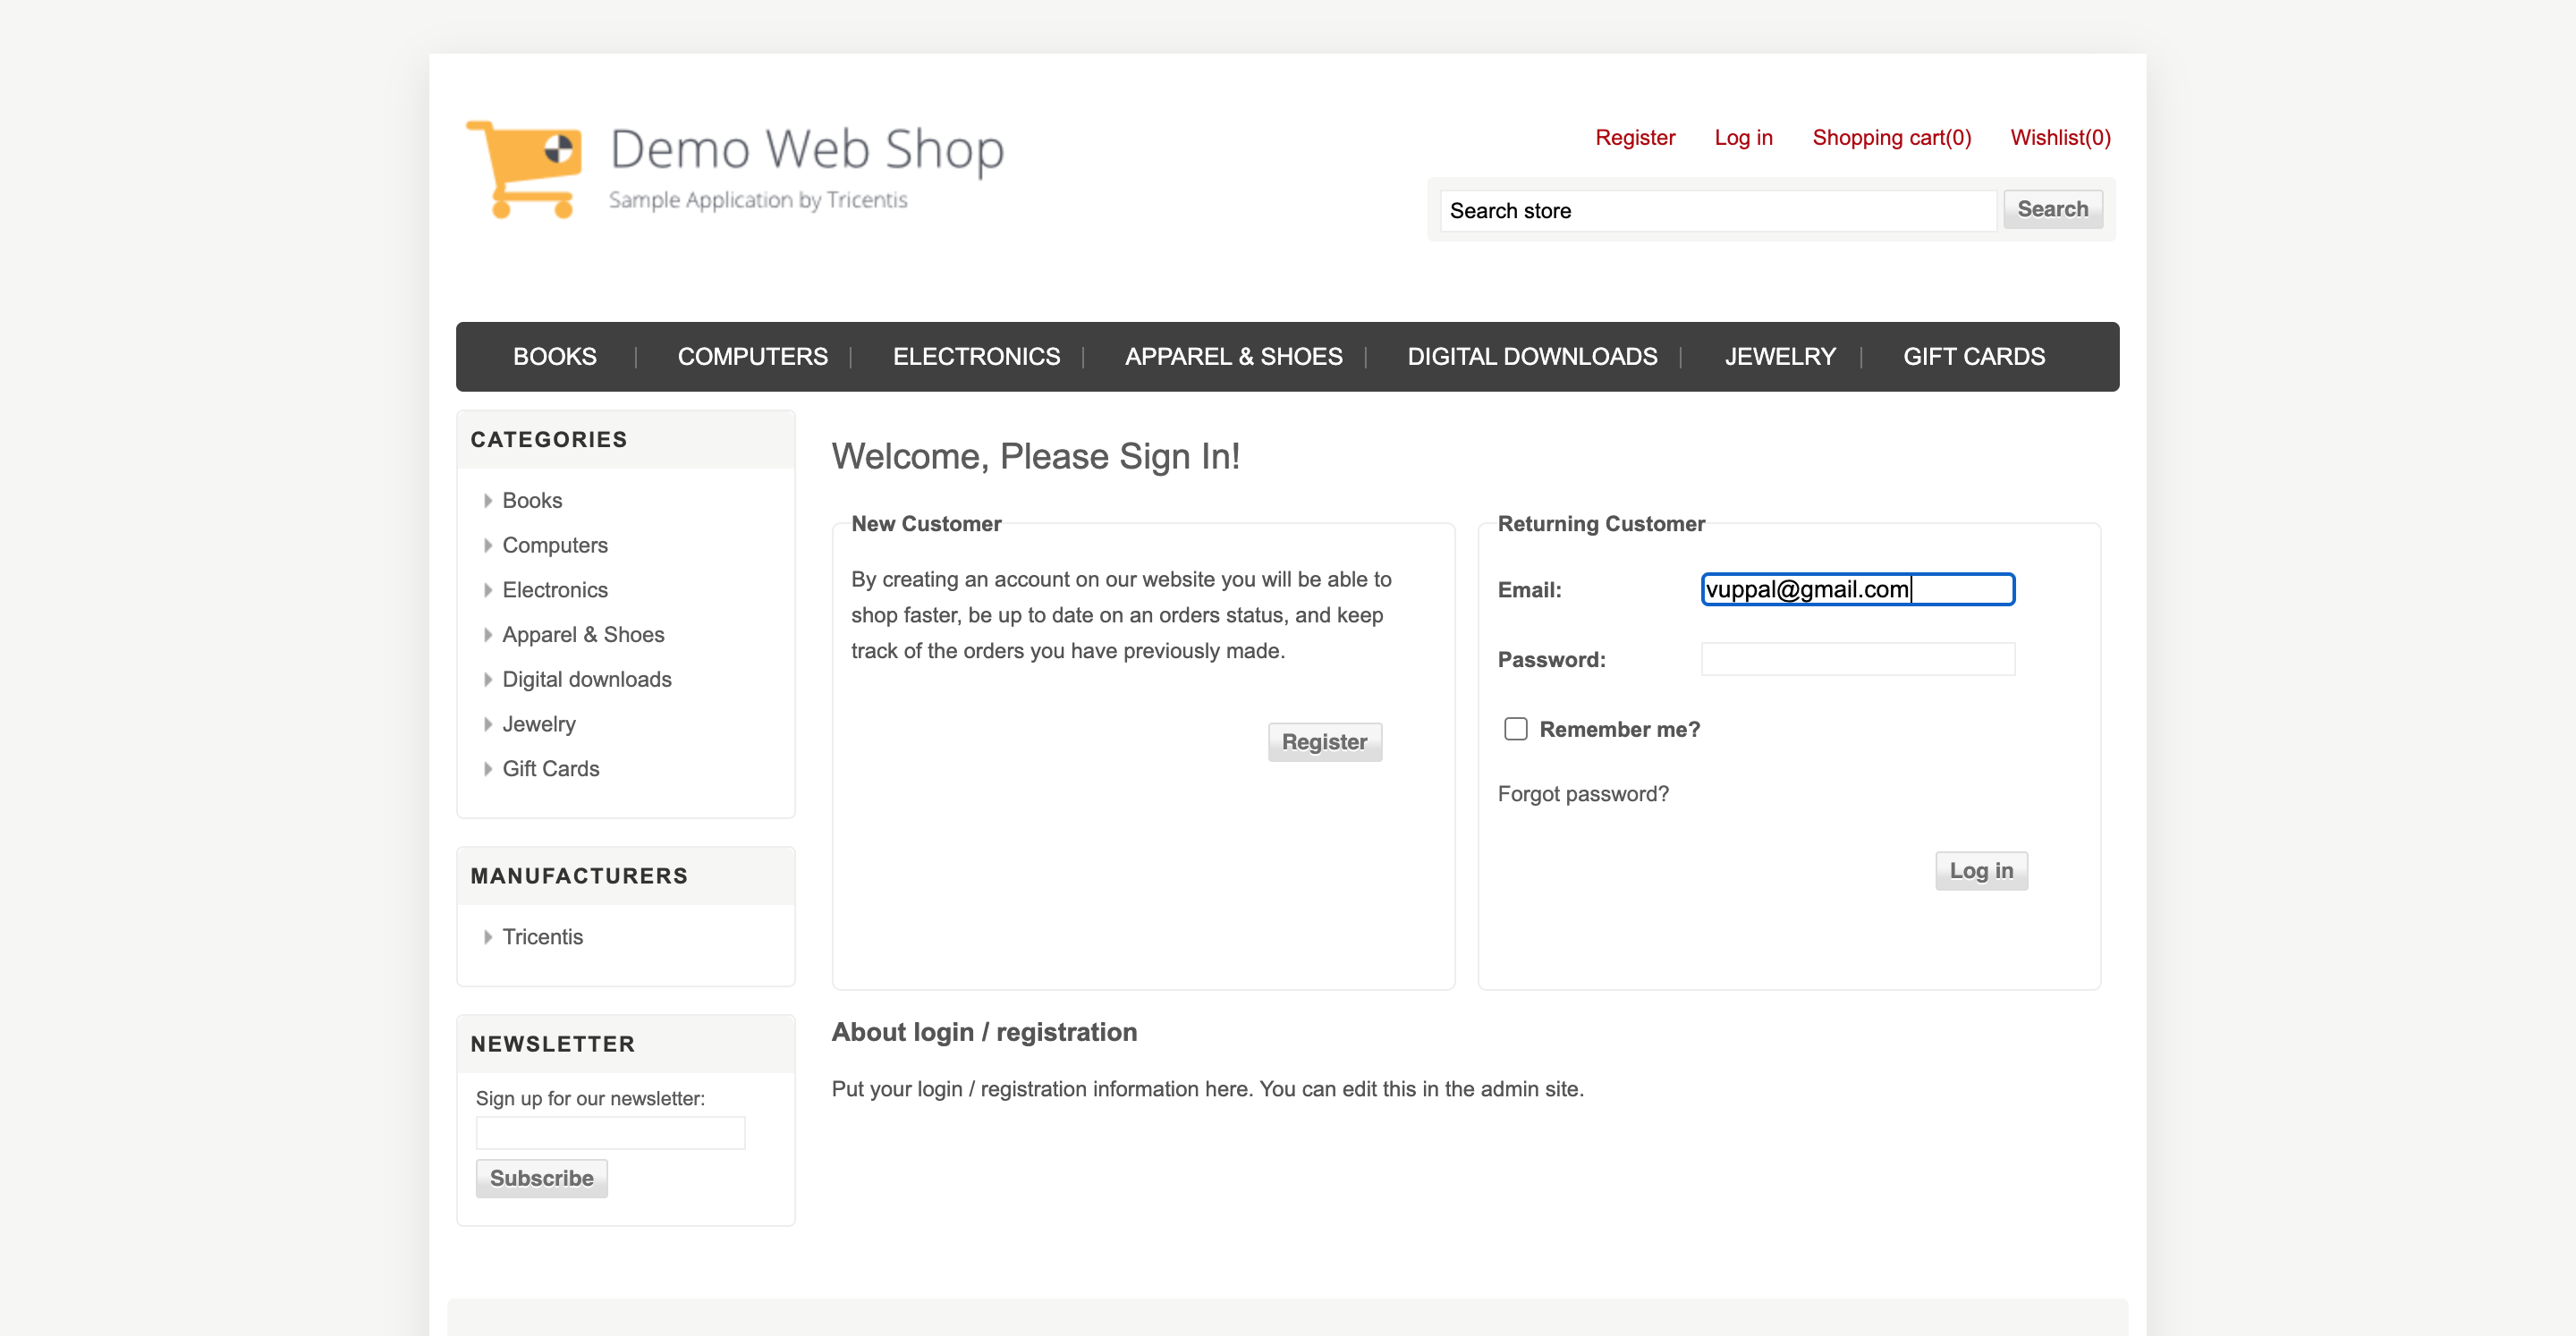 Demo Web Shop
Sample Application by Tricentis
Register Log in Shopping cart(0) Wishlist(0)
Search store Search
BOOKS COMPUTERS ELECTRONICS APPAREL & SHOES DIGITAL DOWNLOADS JEWELRY GIFT CARDS
CATEGORIES
Books
Computers
Electronics
Apparel & Shoes
Digital downloads
Jewelry
Gift Cards
MANUFACTURERS
Tricentis
NEWSLETTER
Sign up for our newsletter:
Subscribe
Welcome, Please Sign In!
New Customer
By creating an account on our website you will be able to
shop faster, be up to date on an orders status, and keep
track of the orders you have previously made.
Register
Returning Customer
Email: vuppal@gmail.com
Password:
Remember me?
Forgot password?
Log in
About login / registration
Put your login / registration information here. You can edit this in the admin site.